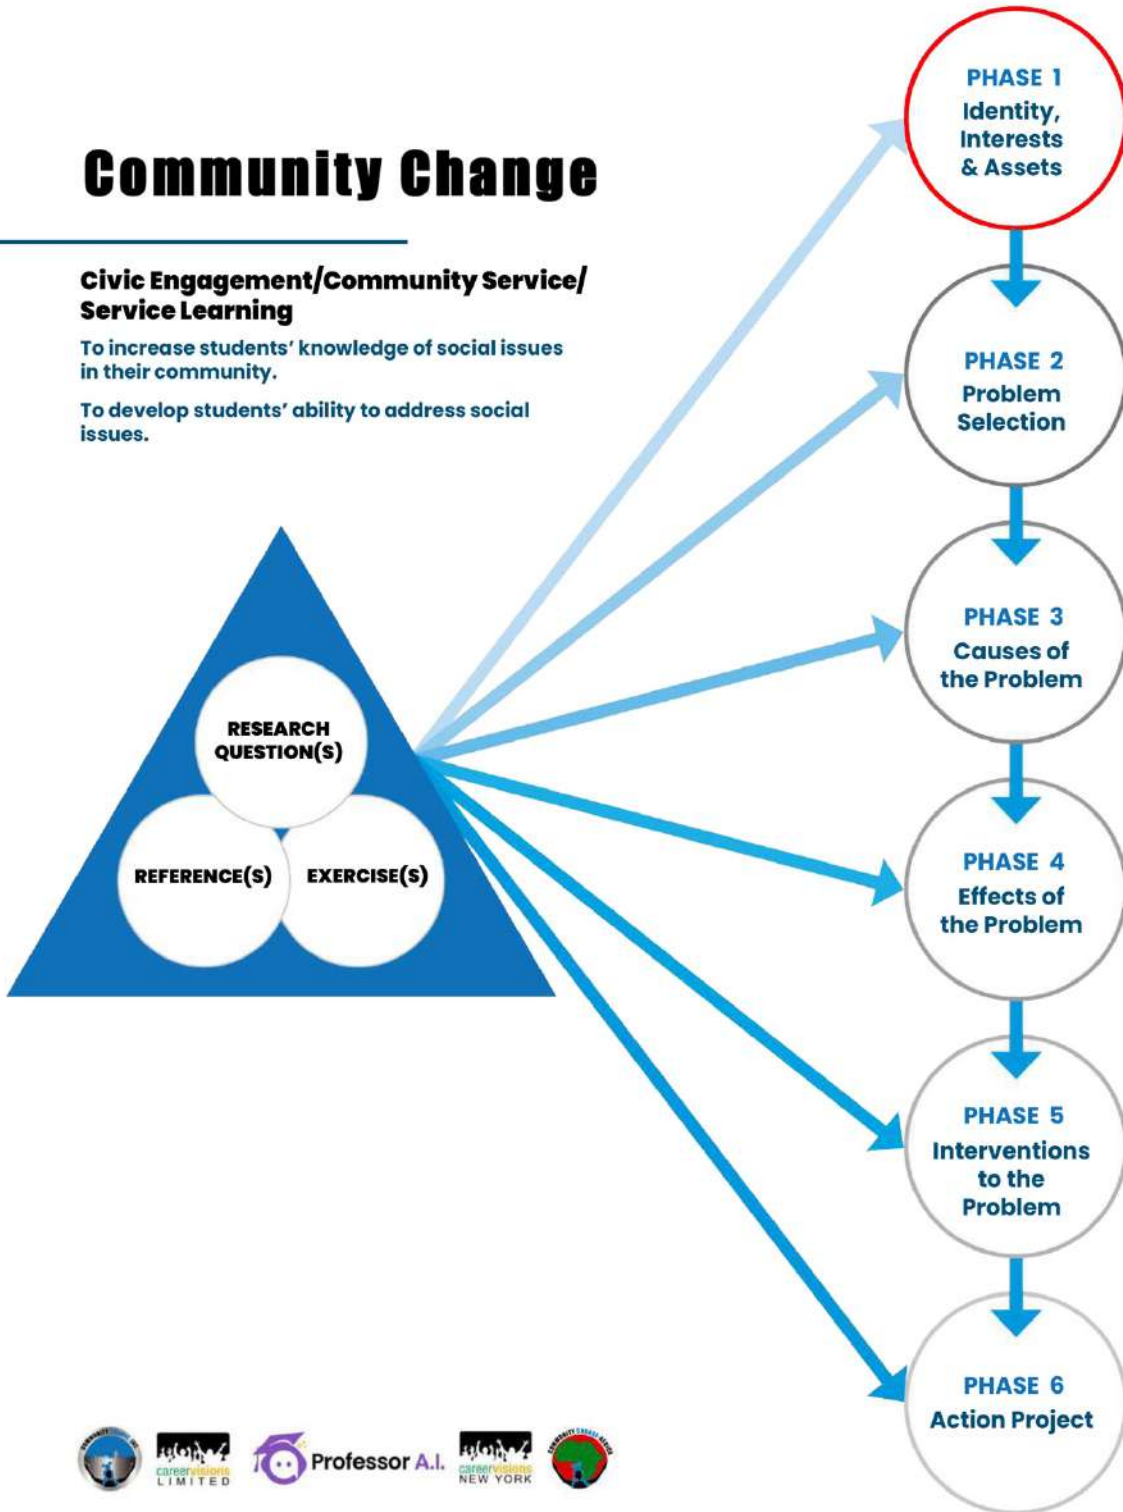 Community Change
Civic Engagement/Community Service/
Service Learning
To increase students' knowledge of social issues
in their community.
To develop students' ability to address social
issues.
RESEARCH
QUESTION(S)
REFERENCE(S)
EXERCISE(S)
PHASE 1
Identity,
Interests
& Assets
PHASE 2
Problem
Selection
PHASE 3
Causes of
the Problem
PHASE 4
Effects of
the Problem
PHASE 5
Interventions
to the
Problem
PHASE 6
Action Project
careervisions
LIMITED
Professor A.I.
careervisions
NEW YORK
COMMUNITY CHANGE AFRICA